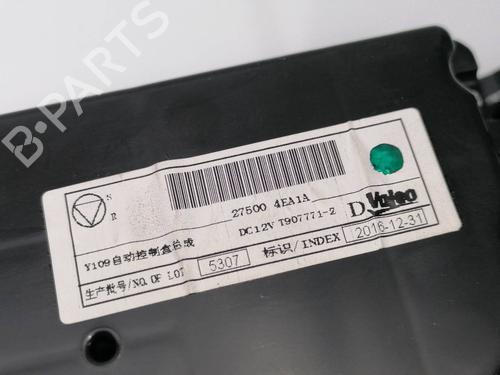 B-PARTS
S
R
27500 4EA1A
DC12V T907771-2
D Valeo
Y109自动控制盒总成
生产批号/NO.OF LOT 5307 标识/INDEX 2016-12-31